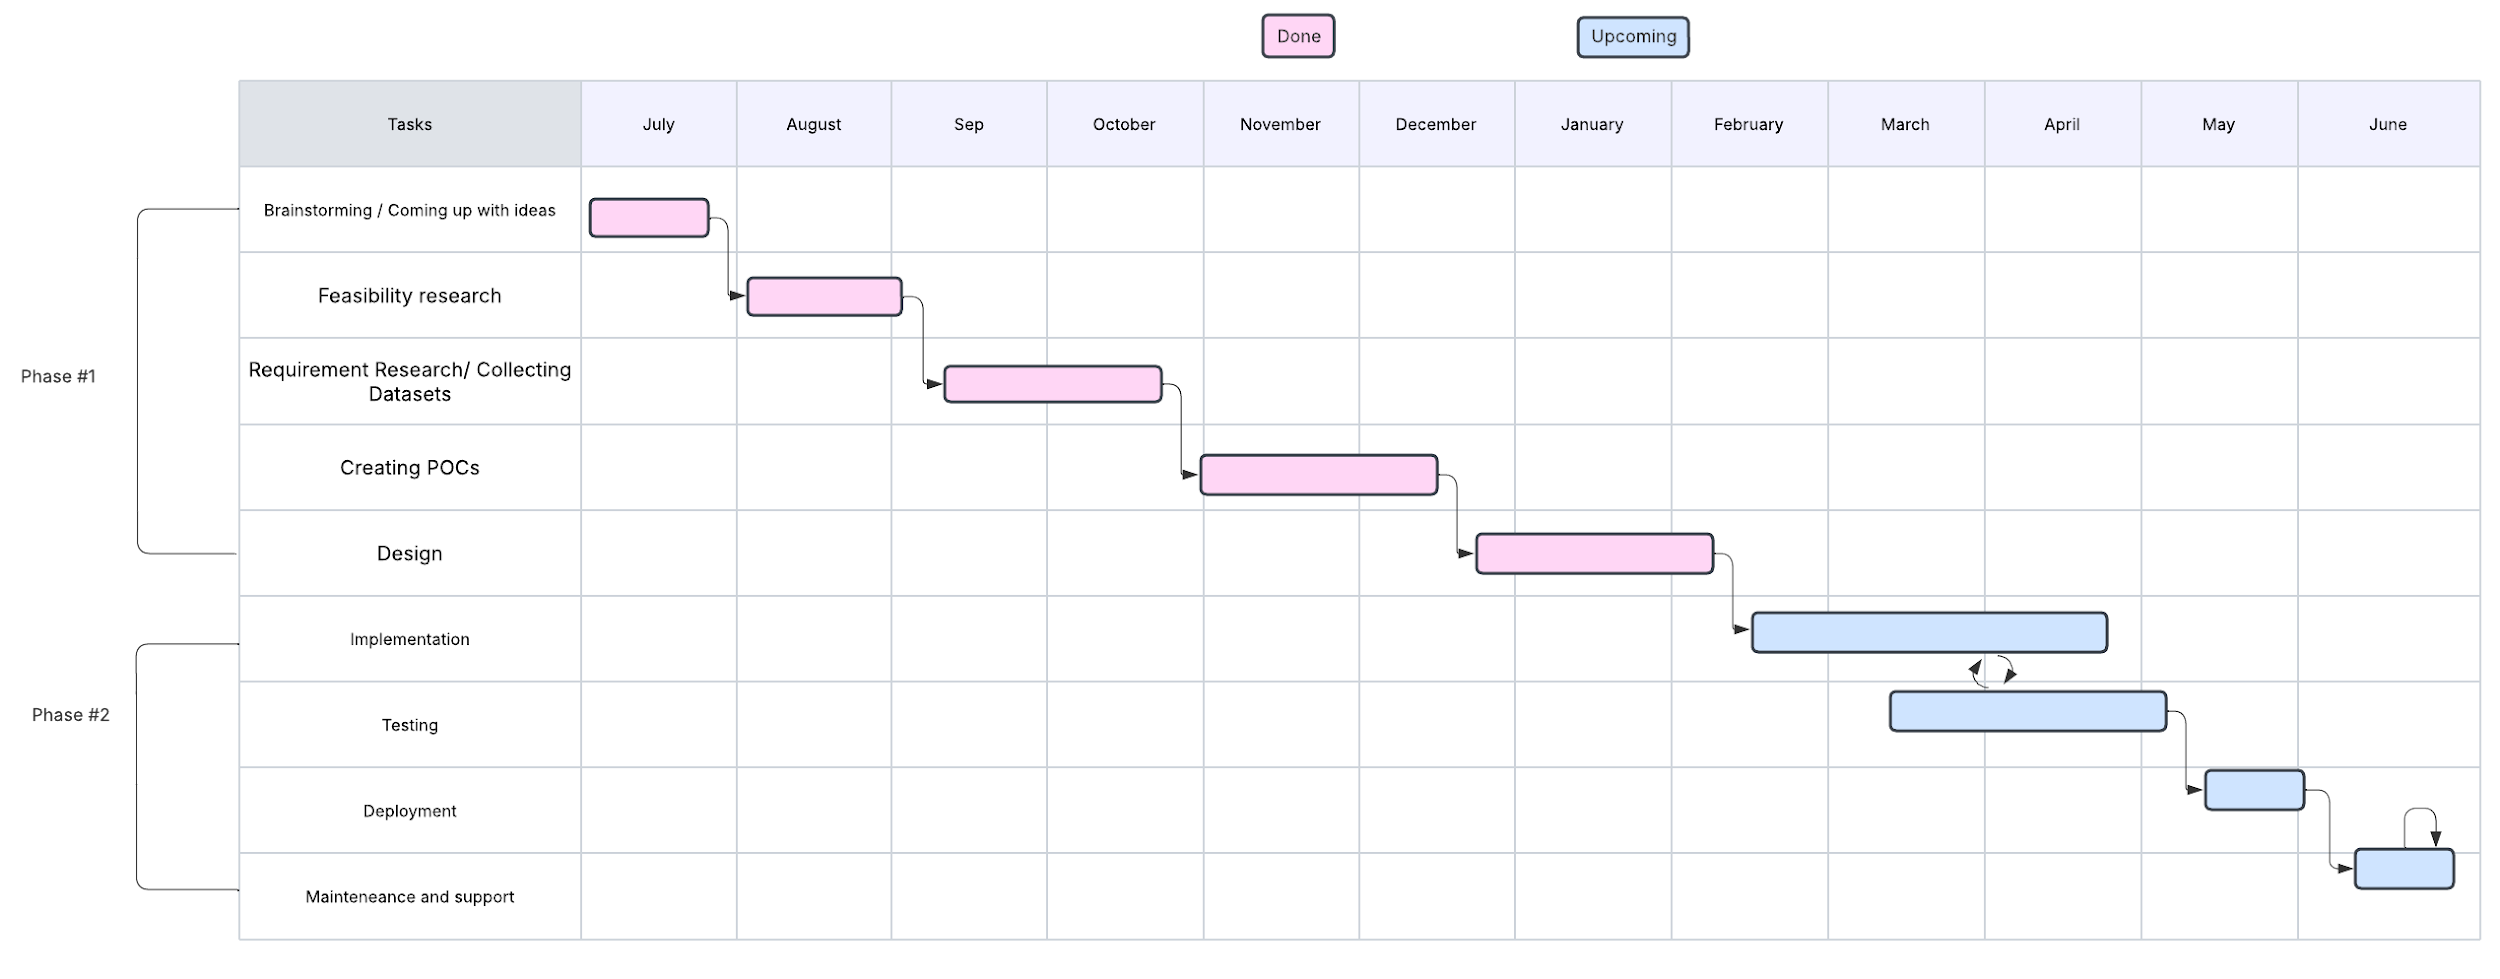 Done
Upcoming
Tasks
July
August
Sep
October
November
December
January
February
March
April
May
June
Brainstorming / Coming up with ideas
Feasibility research
Phase #1
Requirement Research/ Collecting
Datasets
Creating POCs
Design
Implementation
Phase #2
Testing
Deployment
Mainteneance and support